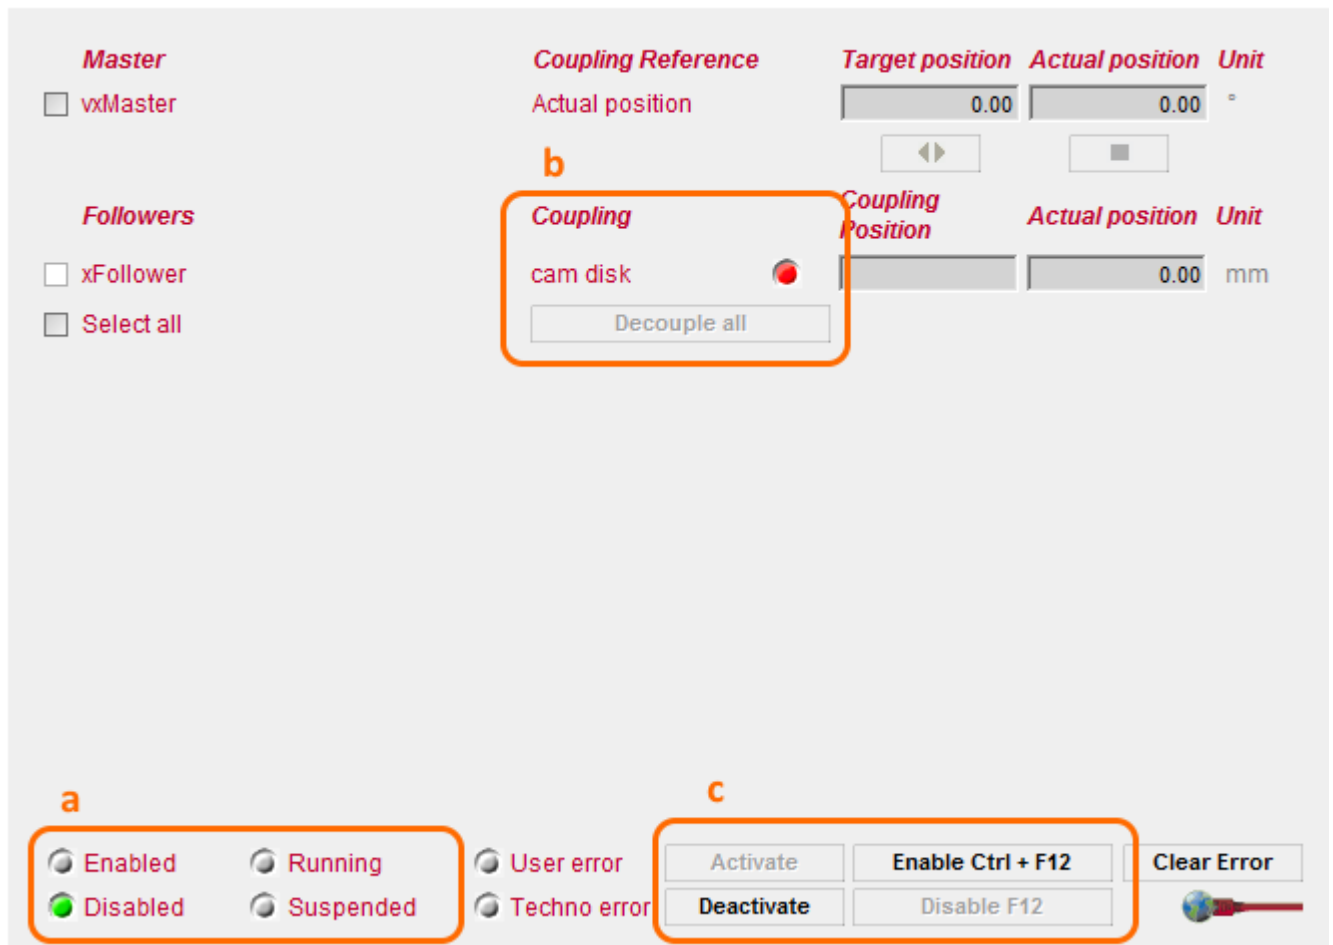 Master Coupling Reference Target position Actual position Unit
vxMaster Actual position 0.00 0.00 °
b
Followers Coupling Coupling Position Actual position Unit
xFollower cam disk 0.00 mm
Select all Decouple all
a c
Enabled Running User error Activate Enable Ctrl + F12 Clear Error
Disabled Suspended Techno error Deactivate Disable F12